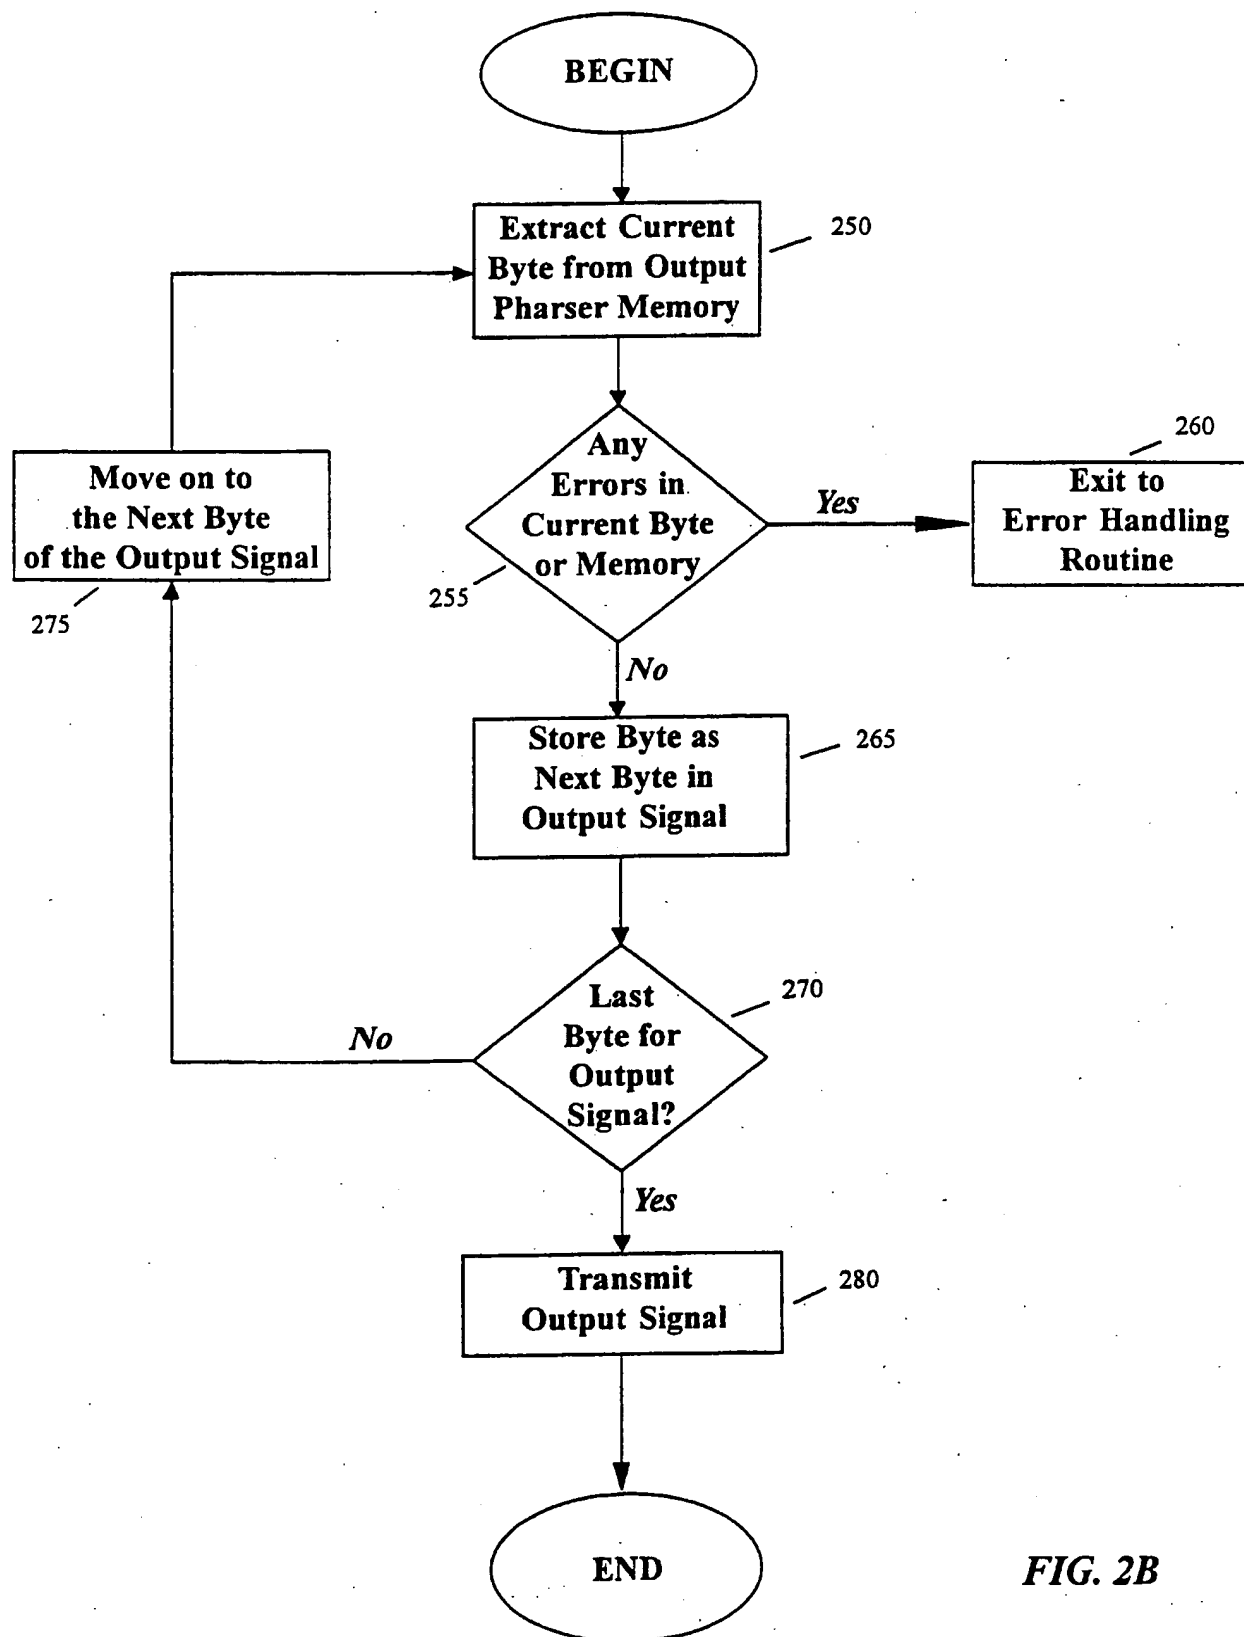 BEGIN
Extract Current
Byte from Output
Pharser Memory
250
Any
Errors in
Current Byte
or Memory
255
Yes
260
Exit to
Error Handling
Routine
Move on to
the Next Byte
of the Output Signal
275
No
Store Byte as
Next Byte in
Output Signal
265
Last
Byte for
Output
Signal?
270
No
Yes
Transmit
Output Signal
280
END
FIG. 2B